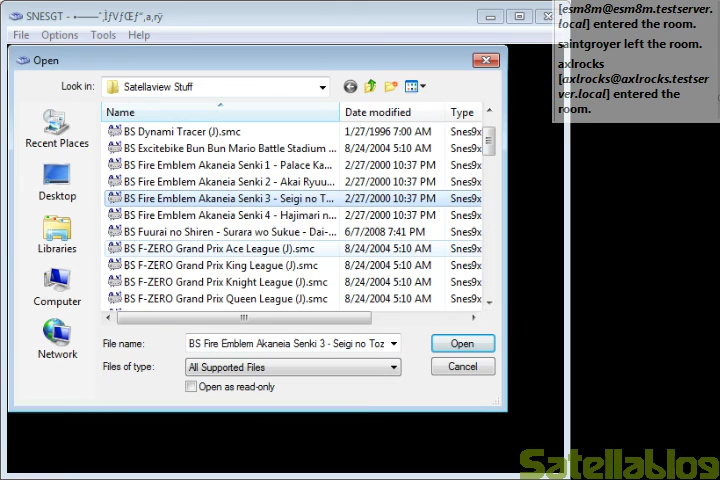 SNESGT -
File Options Tools Help
Open
Look in: Satellaview Stuff
Name Date modified Type
BS Dynami Tracer (J).smc 1/27/1996 7:00 AM Snes9x
BS Excitebike Bun Bun Mario Battle Stadium ... 8/24/2004 5:10 AM Snes9x
BS Fire Emblem Akaneia Senki 1 - Palace Ka... 2/27/2000 10:37 PM Snes9x
BS Fire Emblem Akaneia Senki 2 - Akai Ryuu... 2/27/2000 10:37 PM Snes9x
BS Fire Emblem Akaneia Senki 3 - Seigi no T... 2/27/2000 10:37 PM Snes9x
BS Fire Emblem Akaneia Senki 4 - Hajimari n... 2/27/2000 10:37 PM Snes9x
BS Fuurai no Shiren - Surara wo Sukue - Dai-... 6/7/2008 7:41 PM Snes9x
BS F-ZERO Grand Prix Ace League (J).smc 8/24/2004 5:10 AM Snes9x
BS F-ZERO Grand Prix King League (J).smc 8/24/2004 5:10 AM Snes9x
BS F-ZERO Grand Prix Knight League (J).smc 8/24/2004 5:10 AM Snes9x
BS F-ZERO Grand Prix Queen League (J).smc 8/24/2004 5:10 AM Snes9x
Recent Places
Desktop
Libraries
Computer
Network
File name: BS Fire Emblem Akaneia Senki 3 - Seigi no Toz Open
Files of type: All Supported Files Cancel
Open as read-only
[esm8m@esm8m.testserver.
local] entered the room.
saintgroyer left the room.
axlrocks
[axlrocks@axlrocks.testser
ver.local] entered the
room.
Satellablog